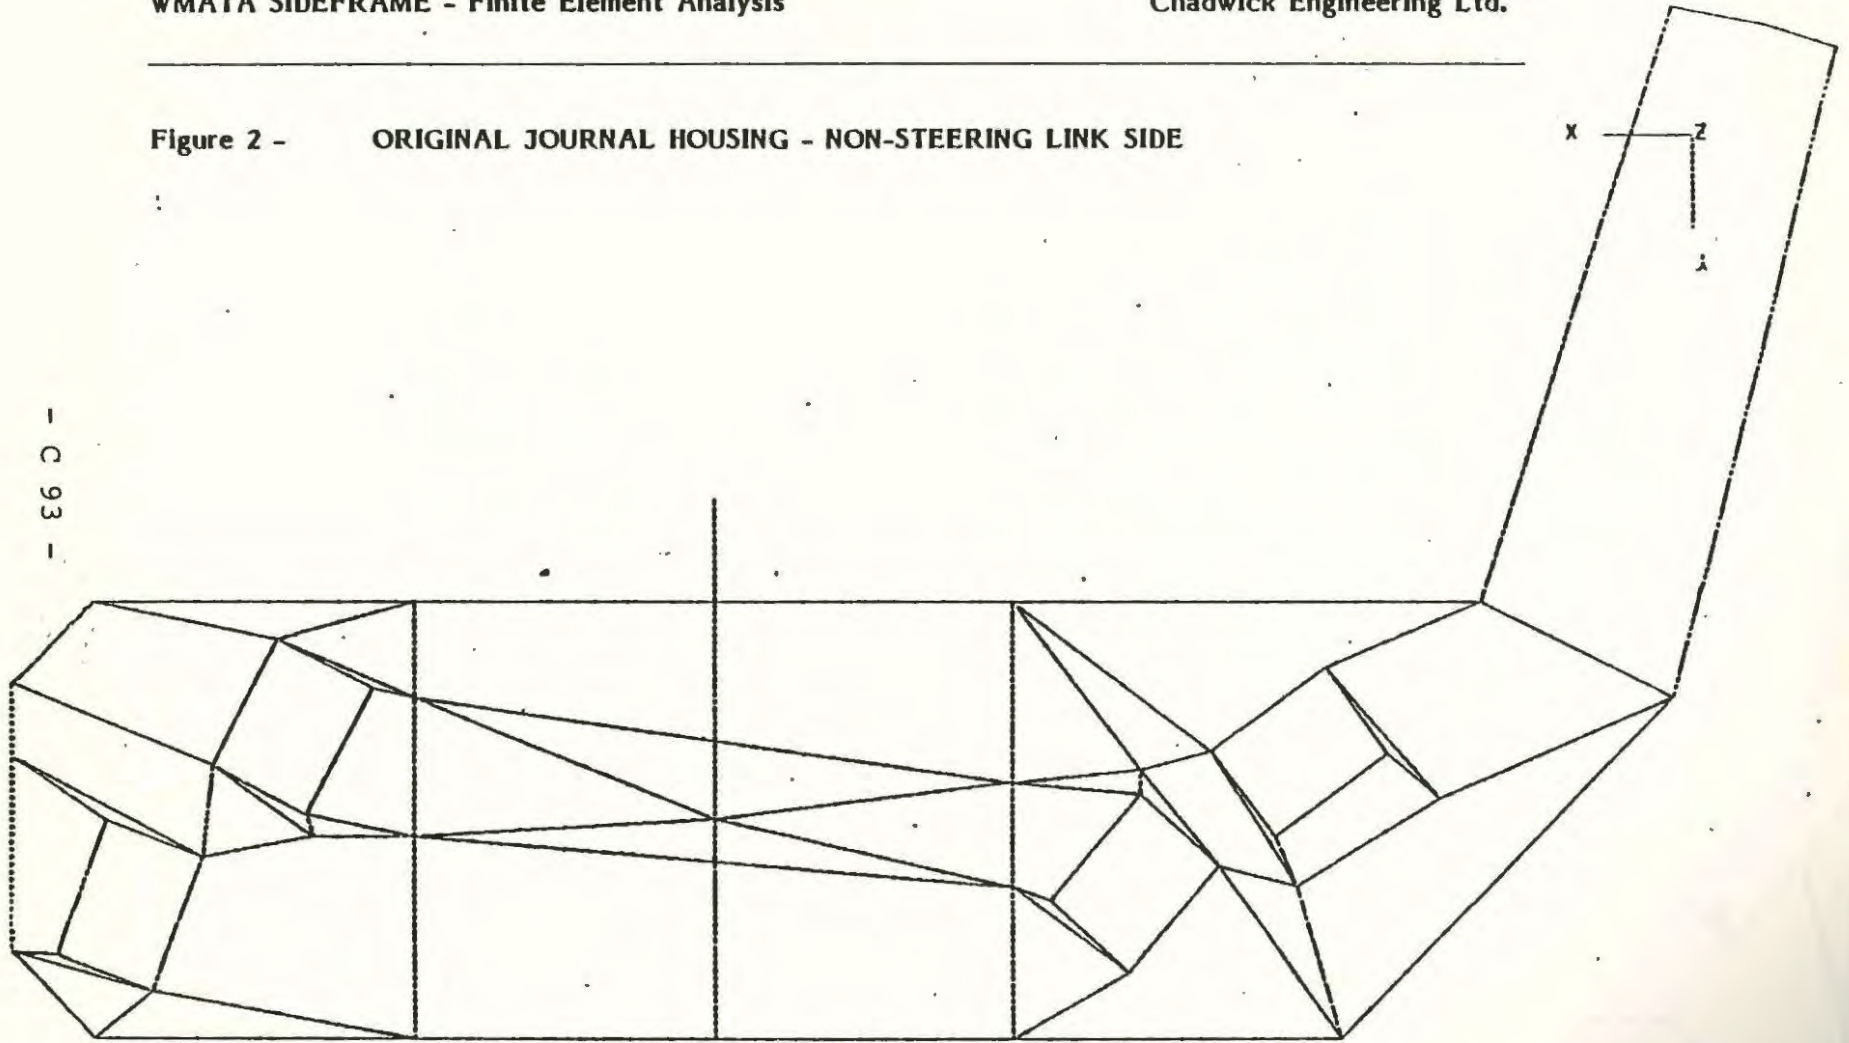 WMATA SIDEFRAME - Finite Element Analysis
Chadwick Engineering Ltd.
Figure 2 - ORIGINAL JOURNAL HOUSING - NON-STEERING LINK SIDE
X
Z
- C 93 -